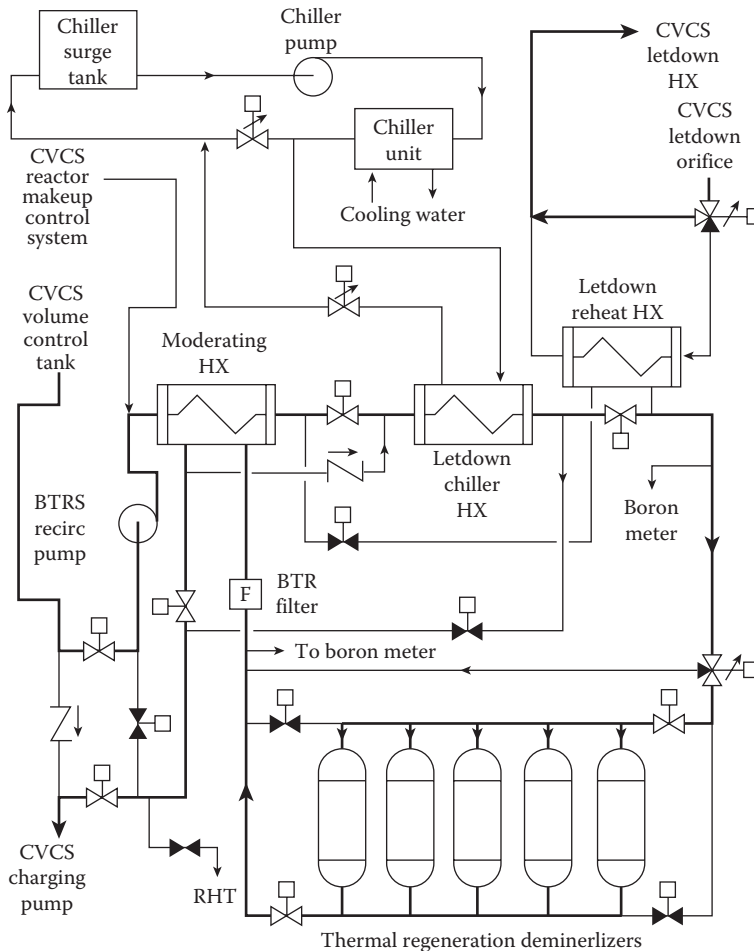 Chiller
surge
tank
Chiller
pump
CVCS
letdown
HX
CVCS
letdown
orifice
Chiller
unit
Cooling water
CVCS
reactor
makeup
control
system
CVCS
volume
control
tank
Moderating
HX
Letdown
reheat HX
Letdown
chiller
HX
Boron
meter
BTRS
recirc
pump
F
BTR
filter
To boron meter
CVCS
charging
pump
RHT
Thermal regeneration deminerlizers